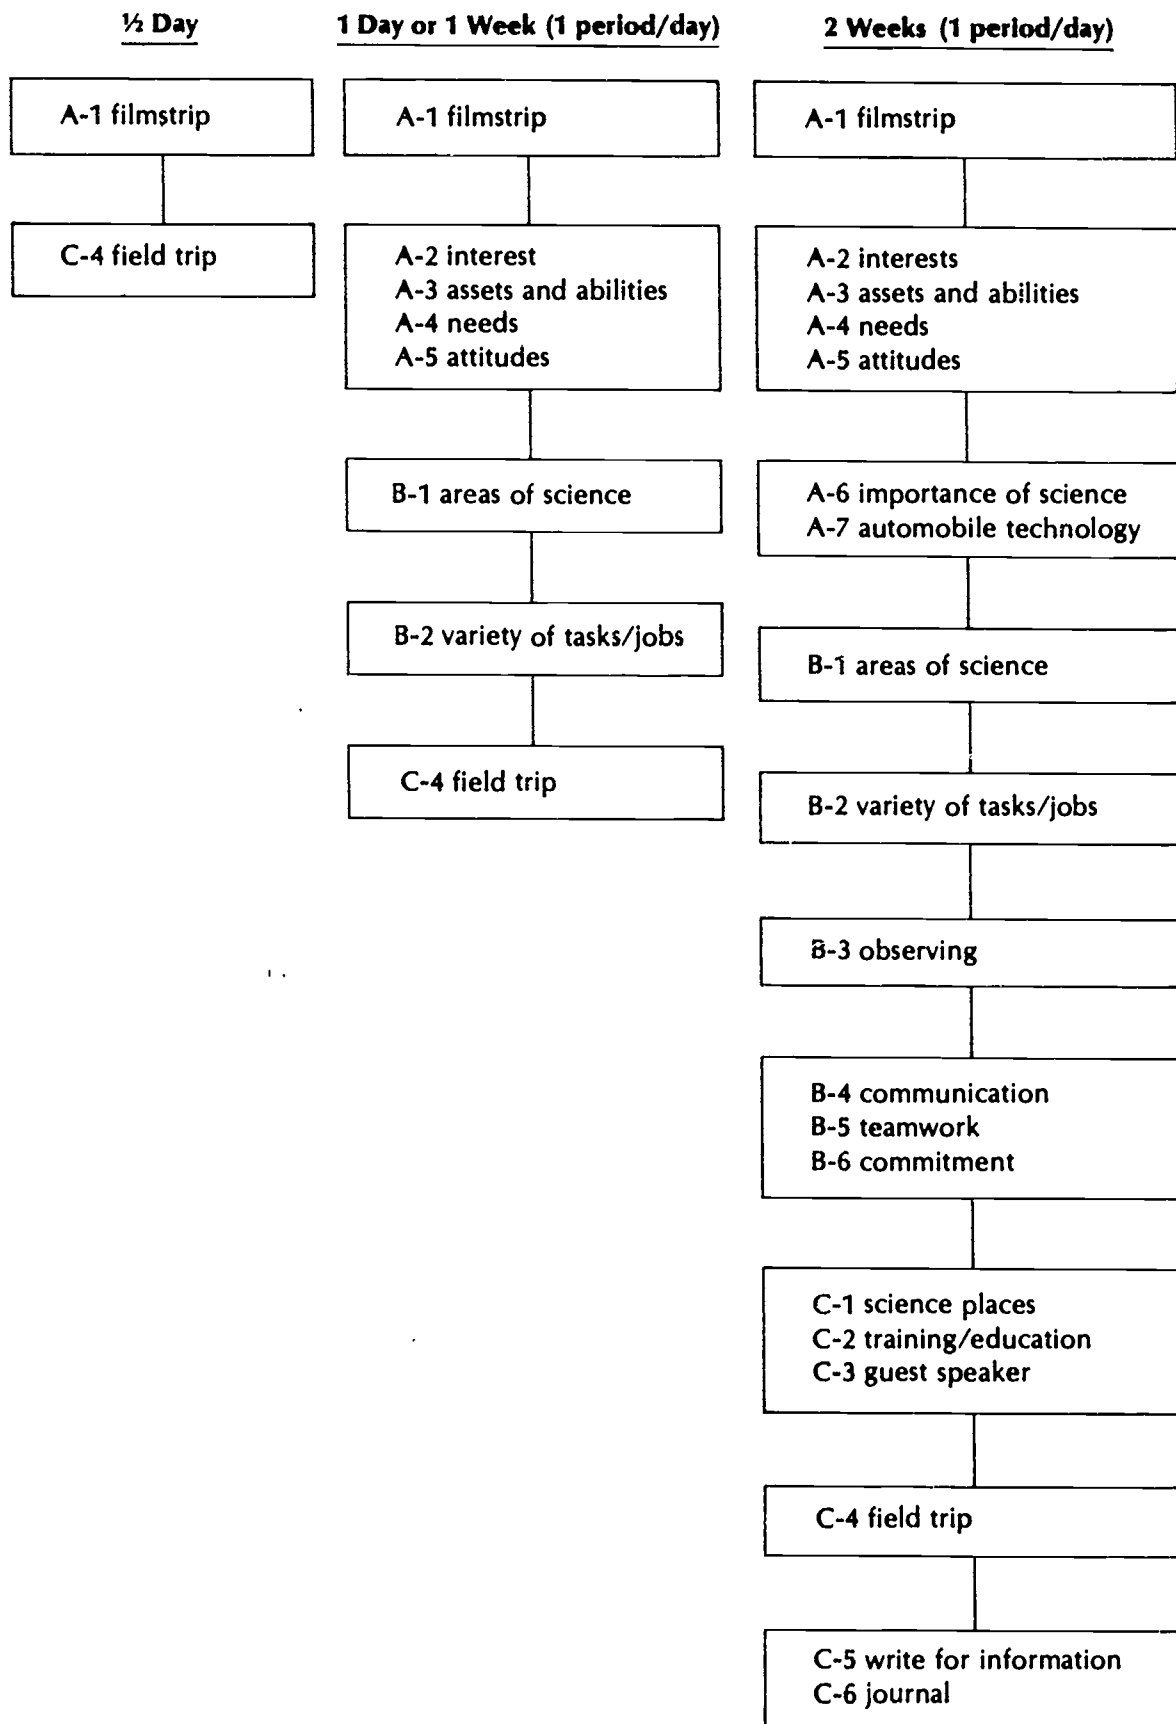 ½ Day
A-1 filmstrip
C-4 field trip
1 Day or 1 Week (1 period/day)
A-1 filmstrip
A-2 interest
A-3 assets and abilities
A-4 needs
A-5 attitudes
B-1 areas of science
B-2 variety of tasks/jobs
C-4 field trip
2 Weeks (1 period/day)
A-1 filmstrip
A-2 interests
A-3 assets and abilities
A-4 needs
A-5 attitudes
A-6 importance of science
A-7 automobile technology
B-1 areas of science
B-2 variety of tasks/jobs
B-3 observing
B-4 communication
B-5 teamwork
B-6 commitment
C-1 science places
C-2 training/education
C-3 guest speaker
C-4 field trip
C-5 write for information
C-6 journal